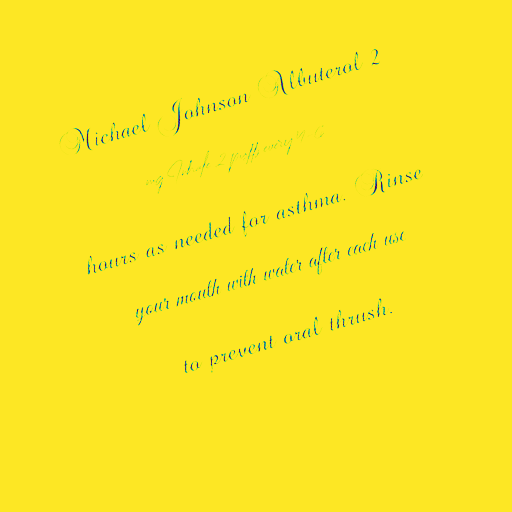 Michael Johnson Albuterol 2
hours as needed for asthma. Rinse
your mouth with water after each use
to prevent oral thrush.